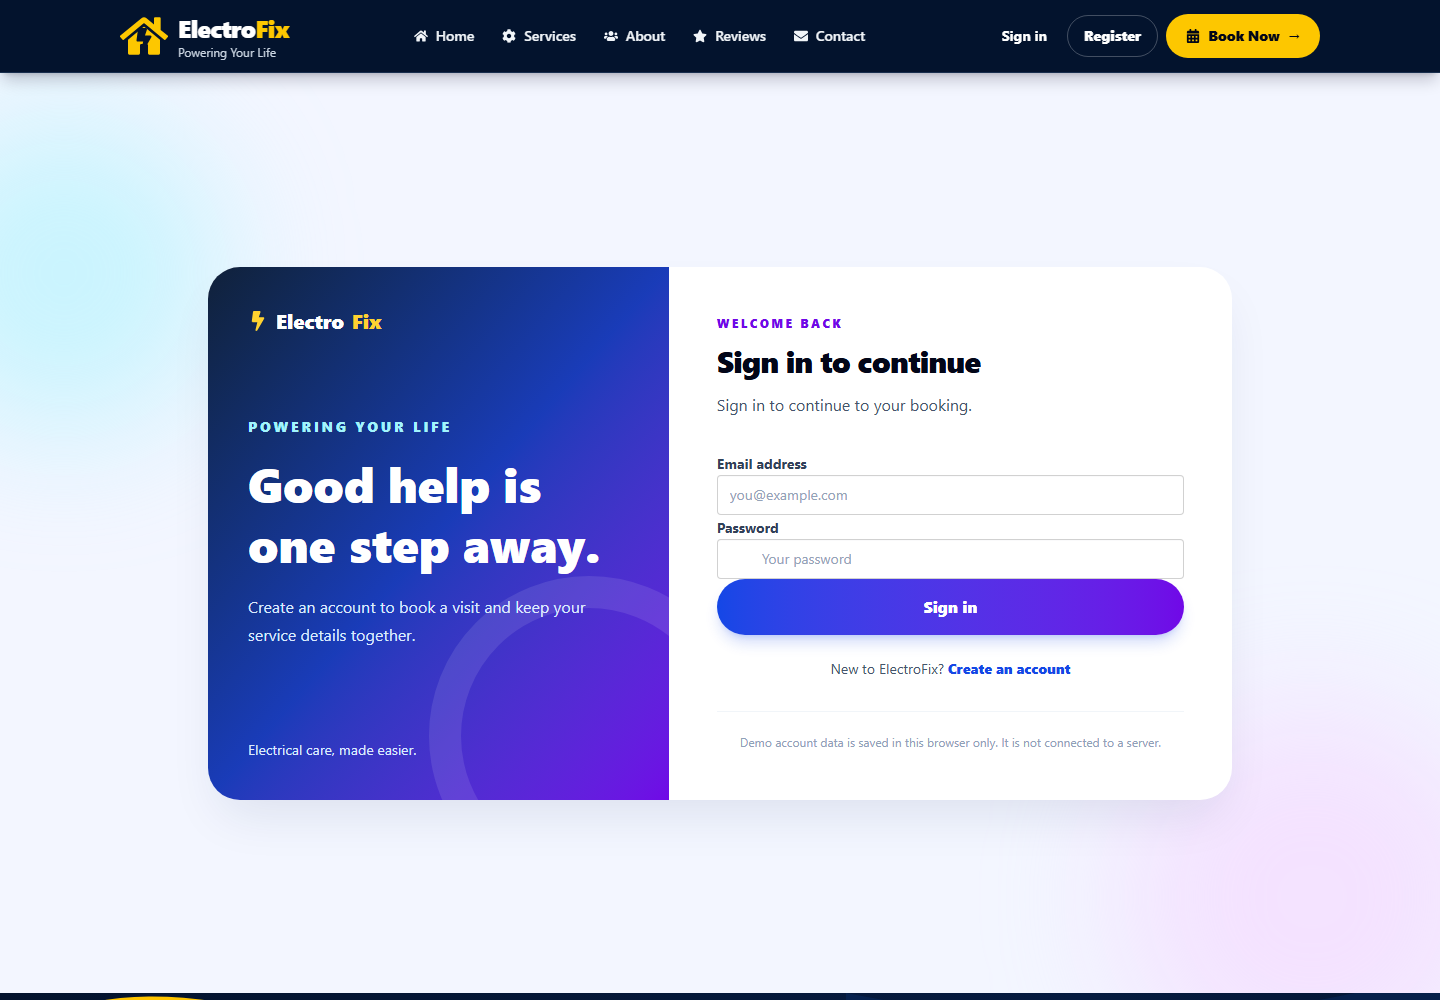 ElectroFix
Powering Your Life
Home
Services
About
Reviews
Contact
Sign in
Register
Book Now →
Electro Fix
POWERING YOUR LIFE
Good help is
one step away.
Create an account to book a visit and keep your
service details together.
Electrical care, made easier.
WELCOME BACK
Sign in to continue
Sign in to continue to your booking.
Email address
you@example.com
Password
Your password
Sign in
New to ElectroFix? Create an account
Demo account data is saved in this browser only. It is not connected to a server.